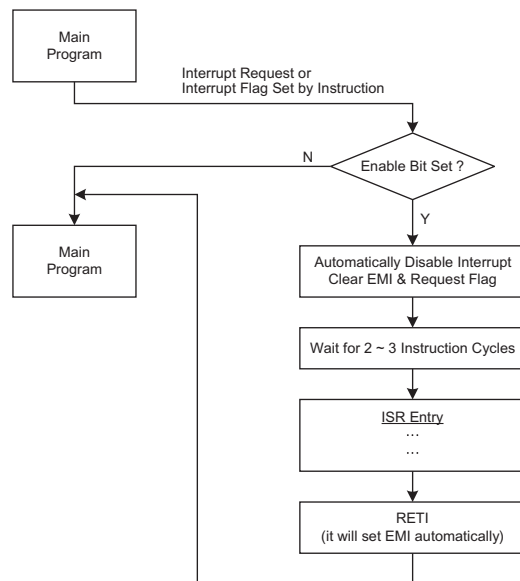 Main
Program
Interrupt Request or
Interrupt Flag Set by Instruction
N
Enable Bit Set ?
Y
Main
Program
Automatically Disable Interrupt
Clear EMI & Request Flag
Wait for 2 ~ 3 Instruction Cycles
ISR Entry
...
...
RETI
(it will set EMI automatically)